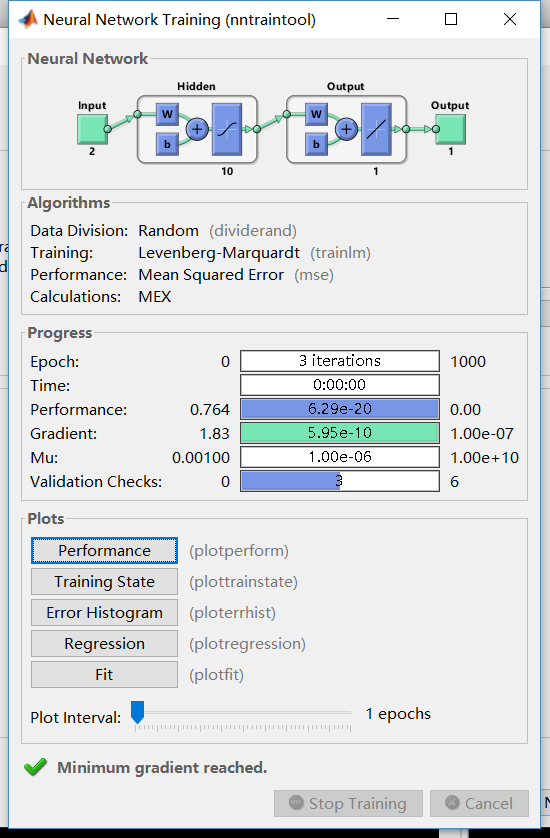 Neural Network Training (nntraintool)
Neural Network
Hidden Output
Input W b 10 W b 1 Output
2 1
Algorithms
Data Division: Random (dividerand)
Training: Levenberg-Marquardt (trainlm)
Performance: Mean Squared Error (mse)
Calculations: MEX
Progress
Epoch: 0 3 iterations 1000
Time: 0:00:00
Performance: 0.764 6.29e-20 0.00
Gradient: 1.83 5.95e-10 1.00e-07
Mu: 0.00100 1.00e-06 1.00e+10
Validation Checks: 0 3 6
Plots
Performance (plotperform)
Training State (plottrainstate)
Error Histogram (ploterrhist)
Regression (plotregression)
Fit (plotfit)
Plot Interval: 1 epochs
Minimum gradient reached.
Stop Training Cancel